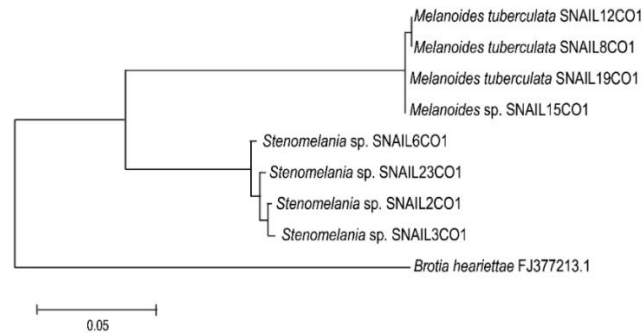 Melanoides tuberculata SNAIL12CO1
Melanoides tuberculata SNAIL8CO1
Melanoides tuberculata SNAIL19CO1
Melanoides sp. SNAIL15CO1
Stenomelania sp. SNAIL6CO1
Stenomelania sp. SNAIL23CO1
Stenomelania sp. SNAIL2CO1
Stenomelania sp. SNAIL3CO1
Brotia heariettae FJ377213.1
0.05